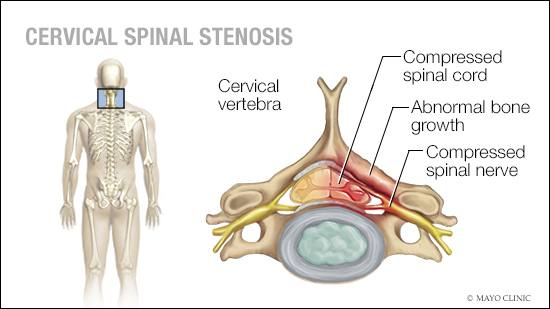 CERVICAL SPINAL STENOSIS
Cervical
vertebra
Compressed
spinal cord
Abnormal bone
growth
Compressed
spinal nerve
© MAYO CLINIC